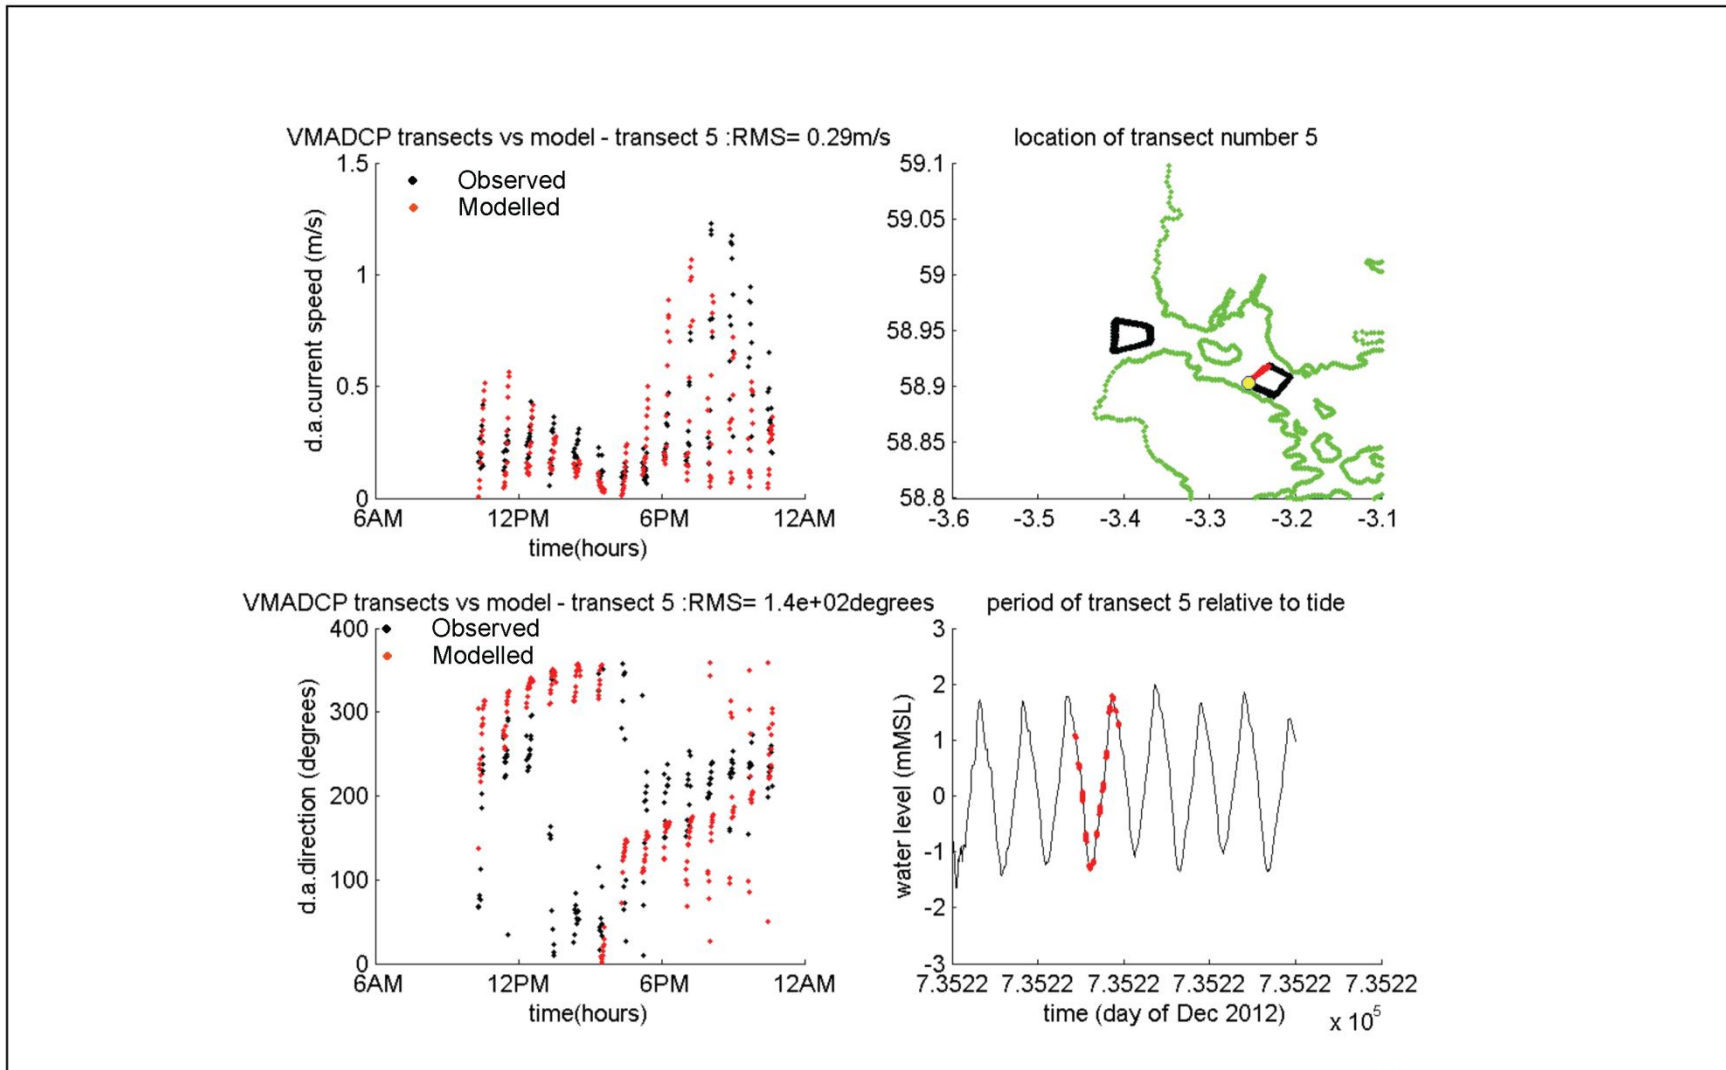 VMADCP transects vs model - transect 5 :RMS= 0.29m/s
1.5
1
0.5
0
d.a.current speed (m/s)
Observed
Modelled
6AM 12PM 6PM 12AM
time(hours)
location of transect number 5
59.1
59.05
59
58.95
58.9
58.85
58.8
-3.6 -3.5 -3.4 -3.3 -3.2 -3.1
VMADCP transects vs model - transect 5 :RMS= 1.4e+02degrees
400
300
200
100
0
d.a.direction (degrees)
Observed
Modelled
6AM 12PM 6PM 12AM
time(hours)
period of transect 5 relative to tide
3
2
1
0
-1
-2
-3
water level (mMSL)
7.3522 7.3522 7.3522 7.3522 7.3522 7.3522
time (day of Dec 2012)
x 10⁵